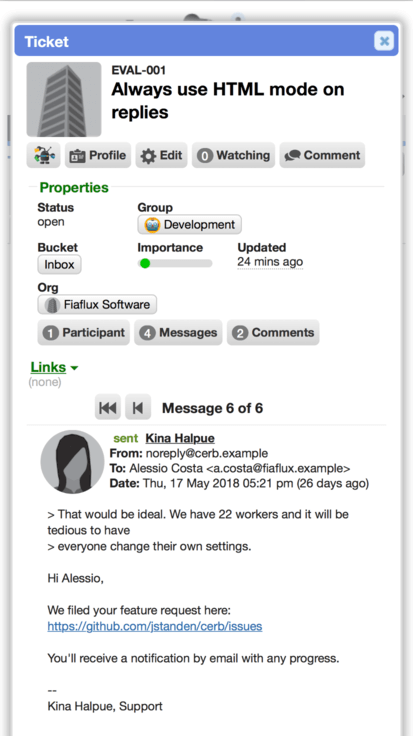 Ticket
EVAL-001
Always use HTML mode on
replies
Profile
Edit
0 Watching
Comment
Properties
Status
open
Group
Development
Bucket
Inbox
Importance
Updated
24 mins ago
Org
Fiaflux Software
1 Participant
4 Messages
2 Comments
Links
(none)
Message 6 of 6
sent Kina Halpue
From: noreply@cerb.example
To: Alessio Costa <a.costa@fiaflux.example>
Date: Thu, 17 May 2018 05:21 pm (26 days ago)
> That would be ideal. We have 22 workers and it will be
tedious to have
> everyone change their own settings.
Hi Alessio,
We filed your feature request here:
https://github.com/jstanden/cerb/issues
You'll receive a notification by email with any progress.
--
Kina Halpue, Support